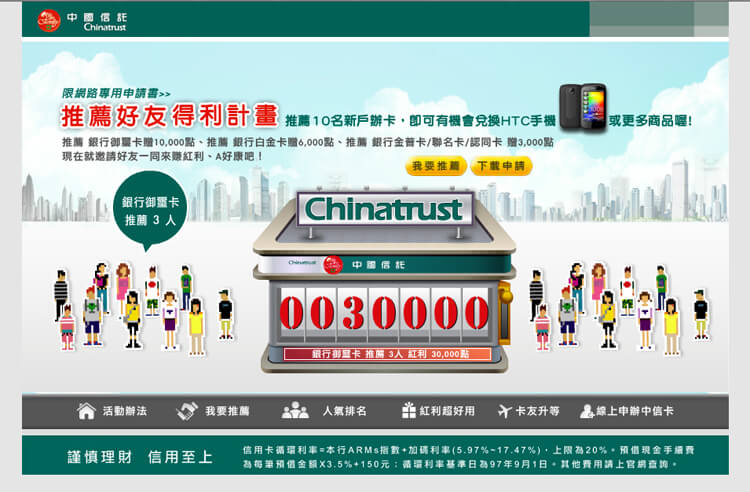 中國信託
Chinatrust
限網路專用申請書>>
推薦好友得利計畫 推薦10名新戶辦卡，即可有機會兌換HTC手機 或更多商品喔!
推薦 銀行御璽卡贈10,000點、推薦 銀行白金卡贈6,000點、推薦 銀行金普卡/聯名卡/認同卡 贈3,000點
現在就邀請好友一同來賺紅利、A好康吧！
我要推薦 下載申請
銀行御璽卡
推薦 3 人
Chinatrust
Chinatrust 中國信託
0030000
銀行御璽卡 推薦 3人 紅利 30,000點
活動辦法 我要推薦 人氣排名 紅利超好用 卡友升等 線上申辦中信卡
謹慎理財 信用至上
信用卡循環利率=本行ARMs指數+加碼利率(5.97%~17.47%)，上限為20%。預借現金手續費
為每筆預借金額X3.5%+150元；循環利率基準日為97年9月1日。其他費用請上官網查詢。